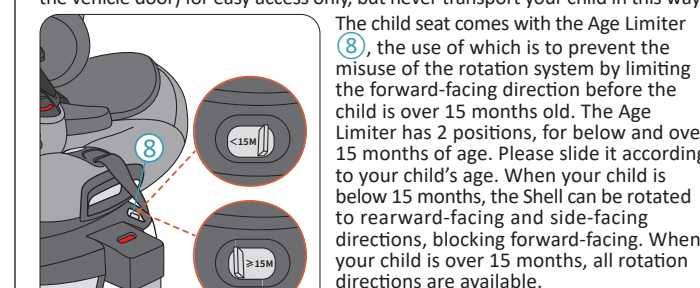 the vehicle door) for easy access only, but never transport your child in this way
The child seat comes with the Age Limiter
⑧, the use of which is to prevent the
misuse of the rotation system by limiting
the forward-facing direction before the
child is over 15 months old. The Age
Limiter has 2 positions, for below and ove
15 months of age. Please slide it according
to your child's age. When your child is
below 15 months, the Shell can be rotated
to rearward-facing and side-facing
directions, blocking forward-facing. When
your child is over 15 months, all rotation
directions are available.
8
<15M
≥15M